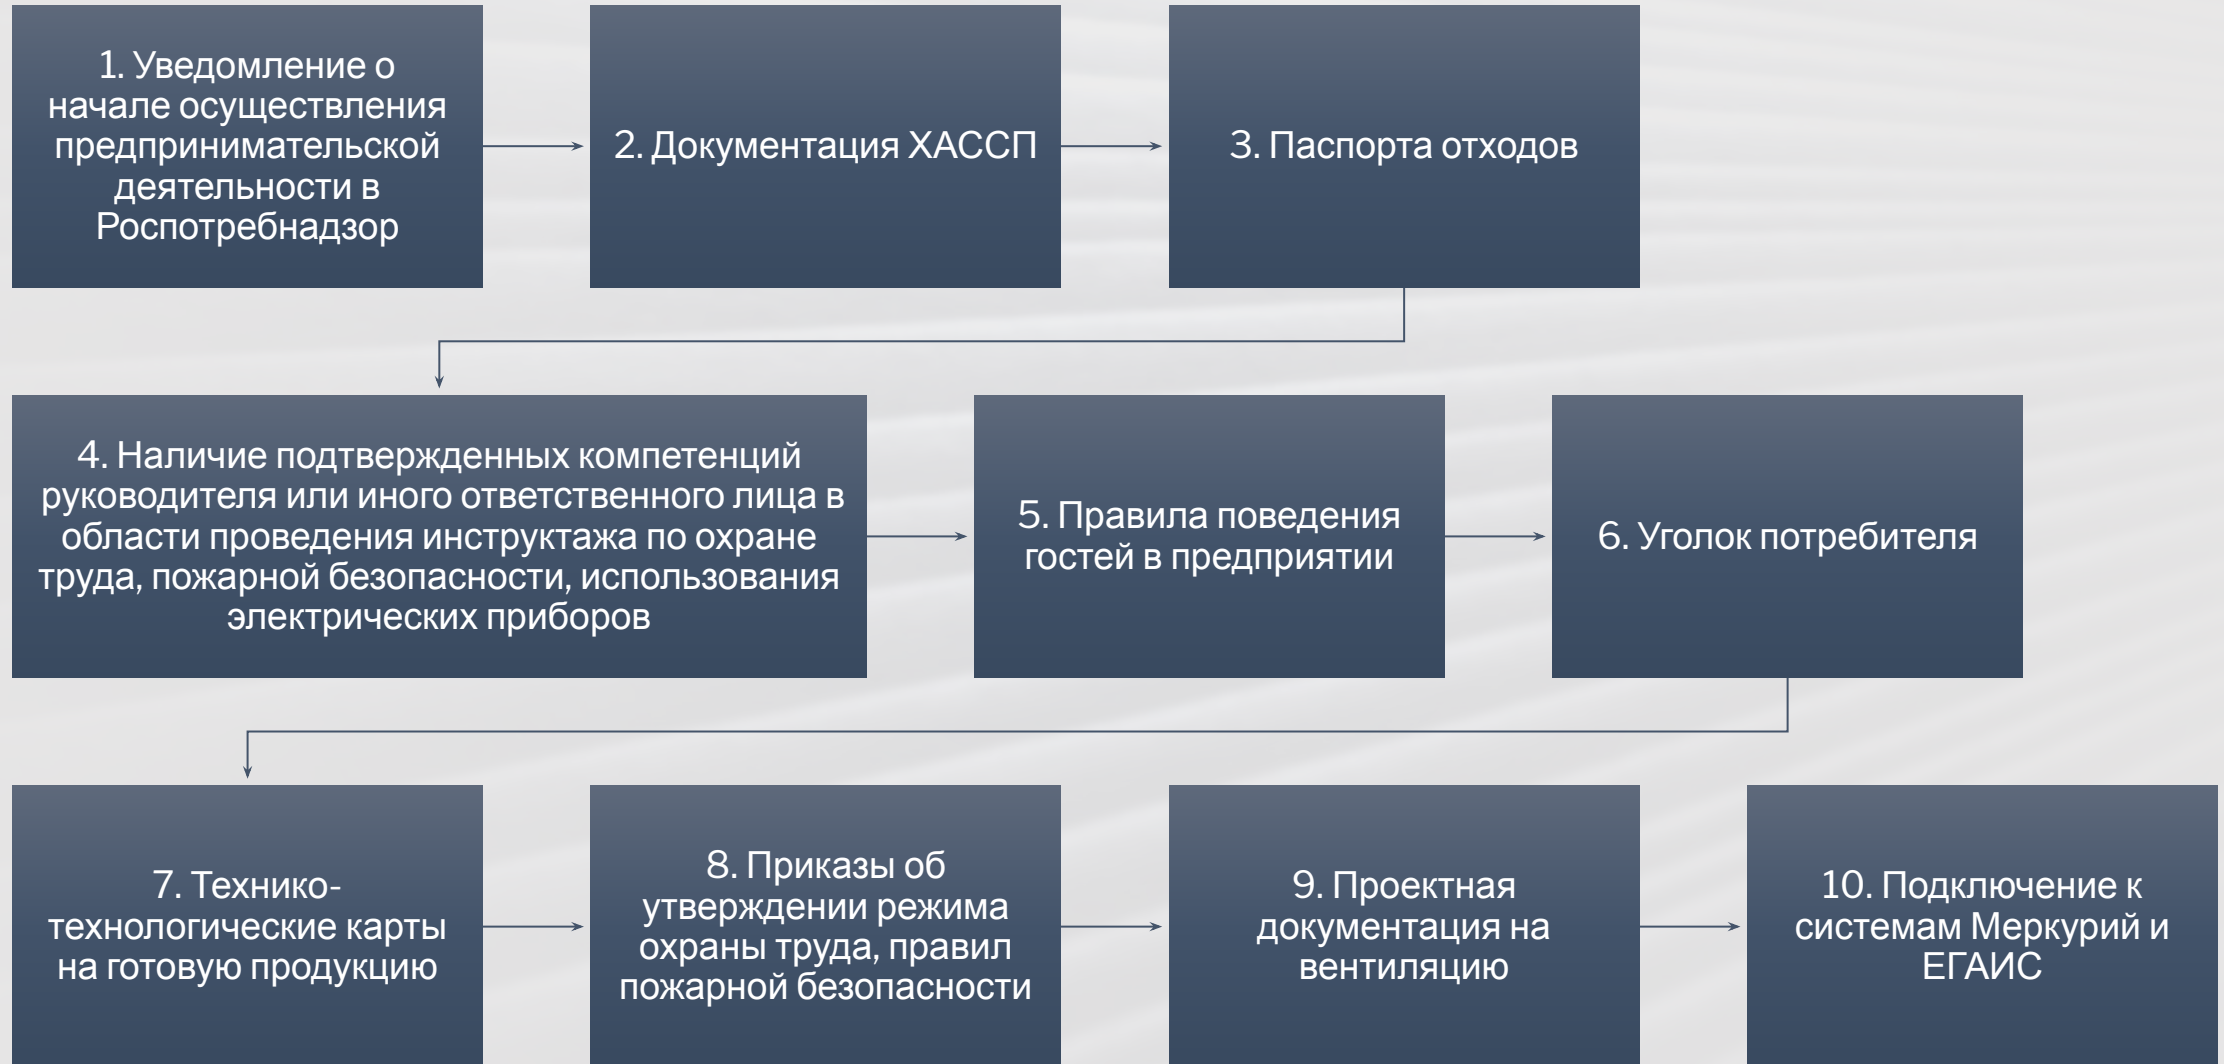 1. Уведомление о
начале осуществления
предпринимательской
деятельности в
Роспотребнадзор
2. Документация ХАССП
3. Паспорта отходов
4. Наличие подтвержденных компетенций
руководителя или иного ответственного лица в
области проведения инструктажа по охране
труда, пожарной безопасности, использования
электрических приборов
5. Правила поведения
гостей в предприятии
6. Уголок потребителя
7. Технико-
технологические карты
на готовую продукцию
8. Приказы об
утверждении режима
охраны труда, правил
пожарной безопасности
9. Проектная
документация на
вентиляцию
10. Подключение к
системам Меркурий и
ЕГАИС